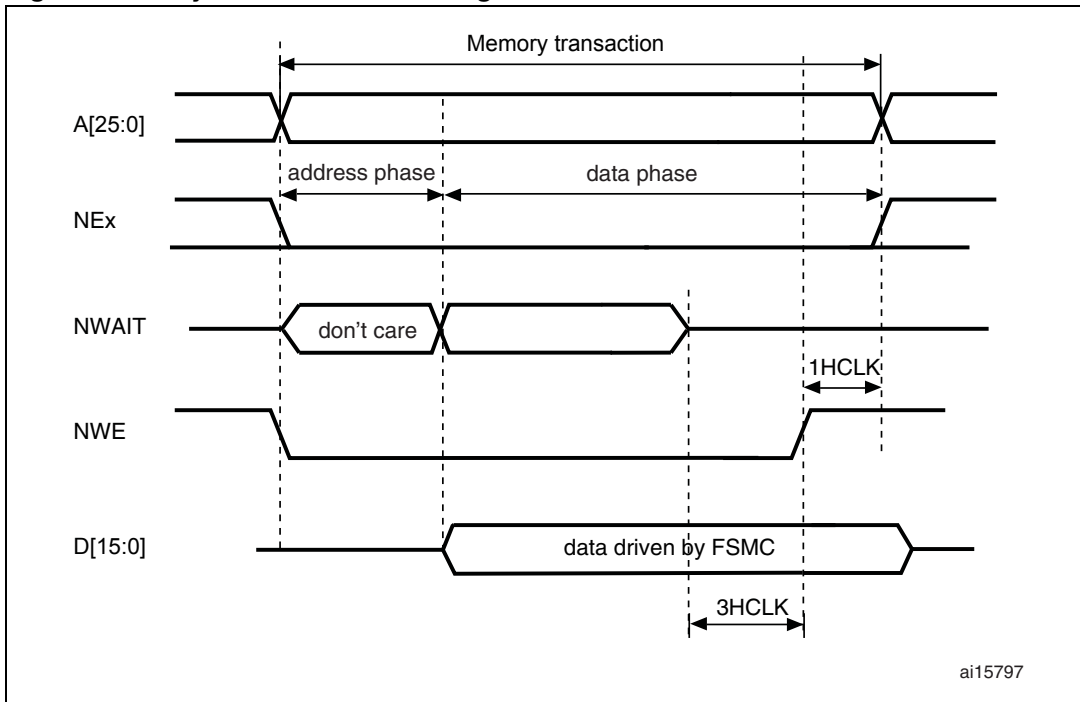 Memory transaction
A[25:0]
address phase data phase
NEx
NWAIT don't care
1HCLK
NWE
D[15:0] data driven by FSMC
3HCLK
ai15797